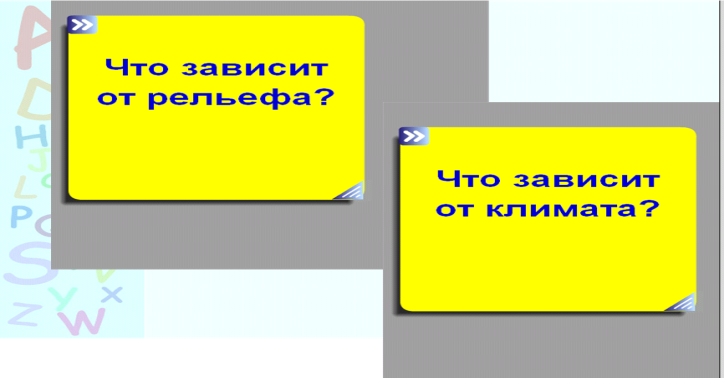 Что зависит
от рельефа?
Что зависит
от климата?
A
D
H
J
L
P
S
Y
X
Z
W